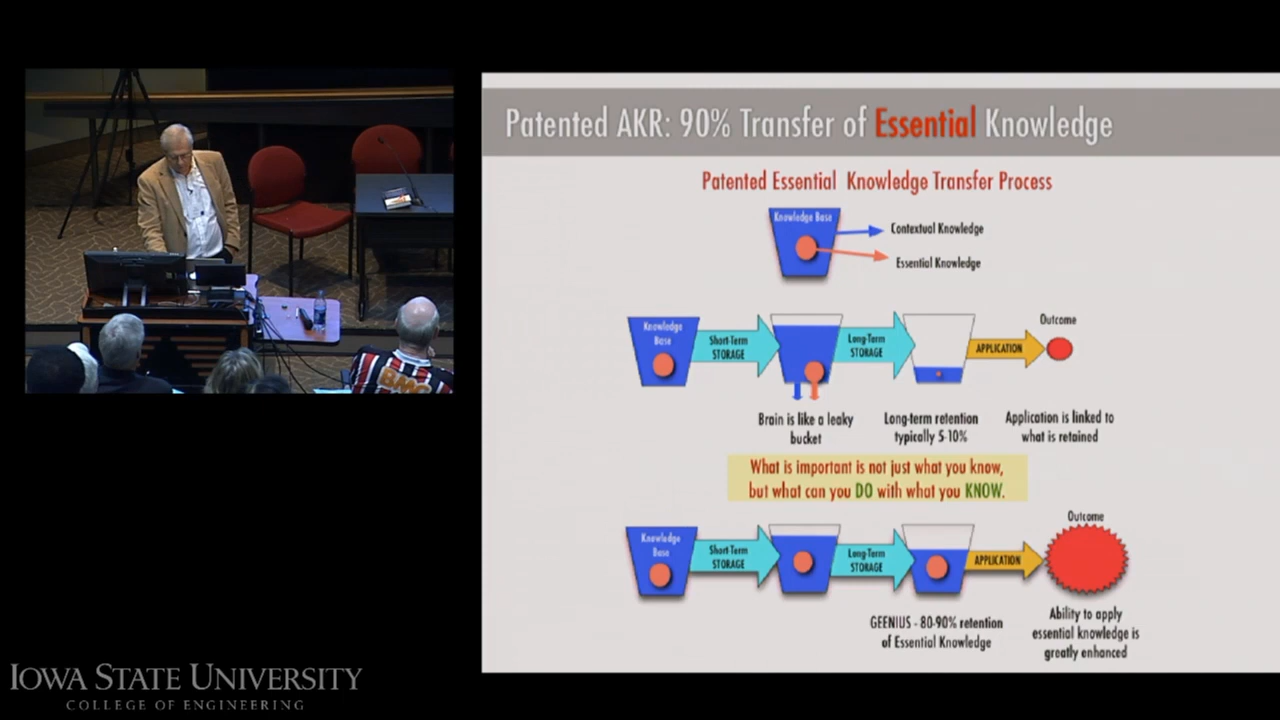 Patented AKR: 90% Transfer of Essential Knowledge
Patented Essential Knowledge Transfer Process
Knowledge Base
Contextual Knowledge
Essential Knowledge
Knowledge
Base
Short-Term
STORAGE
Long-Term
STORAGE
APPLICATION
Outcome
Brain is like a leaky
bucket
Long-term retention
typically 5-10%
Application is linked to
what is retained
What is important is not just what you know,
but what can you DO with what you KNOW.
Knowledge
Base
Short-Term
STORAGE
Long-Term
STORAGE
APPLICATION
Outcome
GEENIUS - 80-90% retention
of Essential Knowledge
Ability to apply
essential knowledge is
greatly enhanced
BMC
IOWA STATE UNIVERSITY
COLLEGE OF ENGINEERING